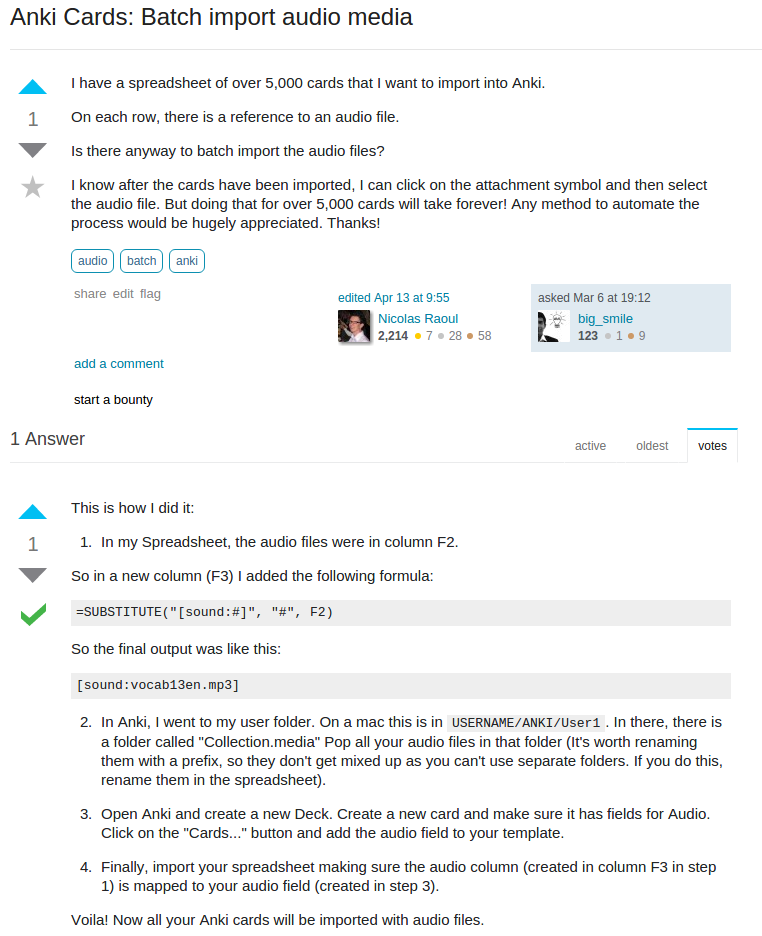 Anki Cards: Batch import audio media
I have a spreadsheet of over 5,000 cards that I want to import into Anki.
1
On each row, there is a reference to an audio file.
Is there anyway to batch import the audio files?
I know after the cards have been imported, I can click on the attachment symbol and then select
the audio file. But doing that for over 5,000 cards will take forever! Any method to automate the
process would be hugely appreciated. Thanks!
audio batch anki
share edit flag
edited Apr 13 at 9:55
Nicolas Raoul
2,214 7 28 58
asked Mar 6 at 19:12
big_smile
123 1 9
add a comment
start a bounty
1 Answer
active oldest votes
This is how I did it:
1
1. In my Spreadsheet, the audio files were in column F2.
So in a new column (F3) I added the following formula:
=SUBSTITUTE("[sound:#]", "#", F2)
So the final output was like this:
[sound:vocab13en.mp3]
2. In Anki, I went to my user folder. On a mac this is in USERNAME/ANKI/User1 . In there, there is
a folder called "Collection.media" Pop all your audio files in that folder (It's worth renaming
them with a prefix, so they don't get mixed up as you can't use separate folders. If you do this,
rename them in the spreadsheet).
3. Open Anki and create a new Deck. Create a new card and make sure it has fields for Audio.
Click on the "Cards..." button and add the audio field to your template.
4. Finally, import your spreadsheet making sure the audio column (created in column F3 in step
1) is mapped to your audio field (created in step 3).
Voila! Now all your Anki cards will be imported with audio files.